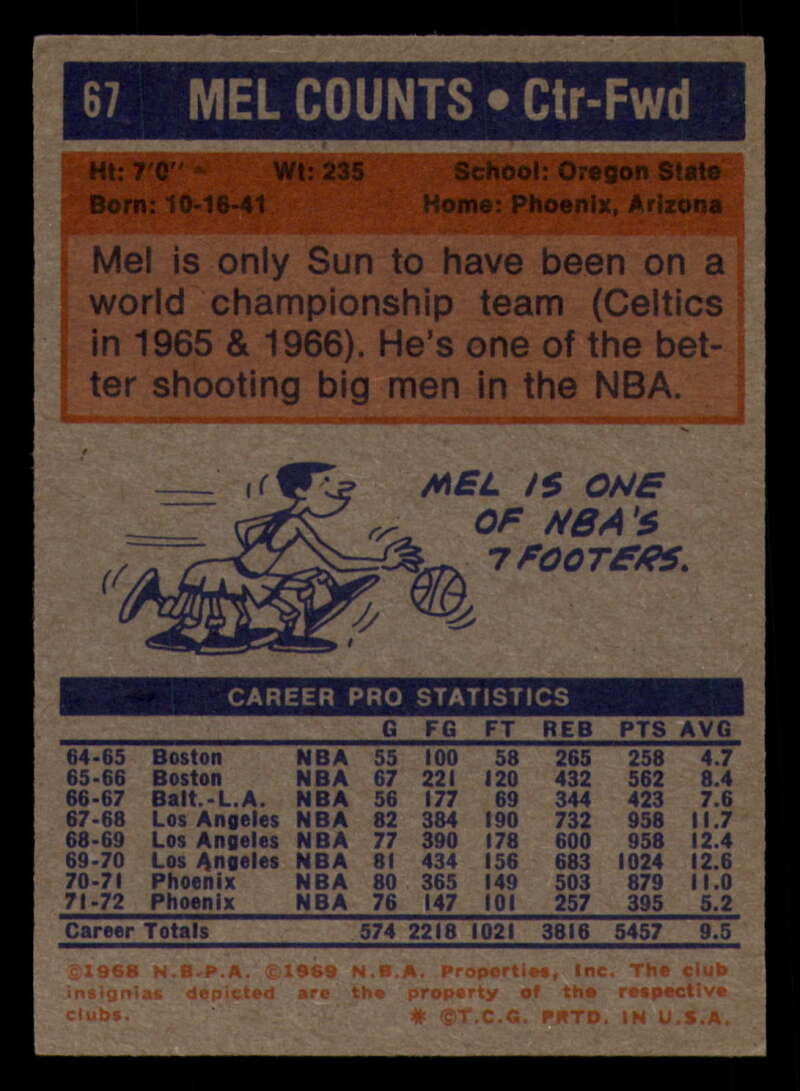 67 MEL COUNTS • Ctr-Fwd
Ht: 7'0" Wt: 235 School: Oregon State
Born: 10-16-41 Home: Phoenix, Arizona
Mel is only Sun to have been on a
world championship team (Celtics
in 1965 & 1966). He's one of the bet-
ter shooting big men in the NBA.
MEL IS ONE
OF NBA'S
7 FOOTERS.
CAREER PRO STATISTICS
G FG FT REB PTS AVG
64-65 Boston NBA 55 100 58 265 258 4.7
65-66 Boston NBA 67 221 120 432 562 8.4
66-67 Balt.-L.A. NBA 56 177 69 344 423 7.6
67-68 Los Angeles NBA 82 384 190 732 958 11.7
68-69 Los Angeles NBA 77 390 178 600 958 12.4
69-70 Los Angeles NBA 81 434 156 683 1024 12.6
70-71 Phoenix NBA 80 365 149 503 879 11.0
71-72 Phoenix NBA 76 147 101 257 395 5.2
Career Totals 574 2218 1021 3816 5457 9.5
©1968 N.B.P.A. ©1969 N.B.A. Properties, Inc. The club
insignias depicted are the property of the respective
clubs. * ©T.C.G. PRTD. IN U.S.A.